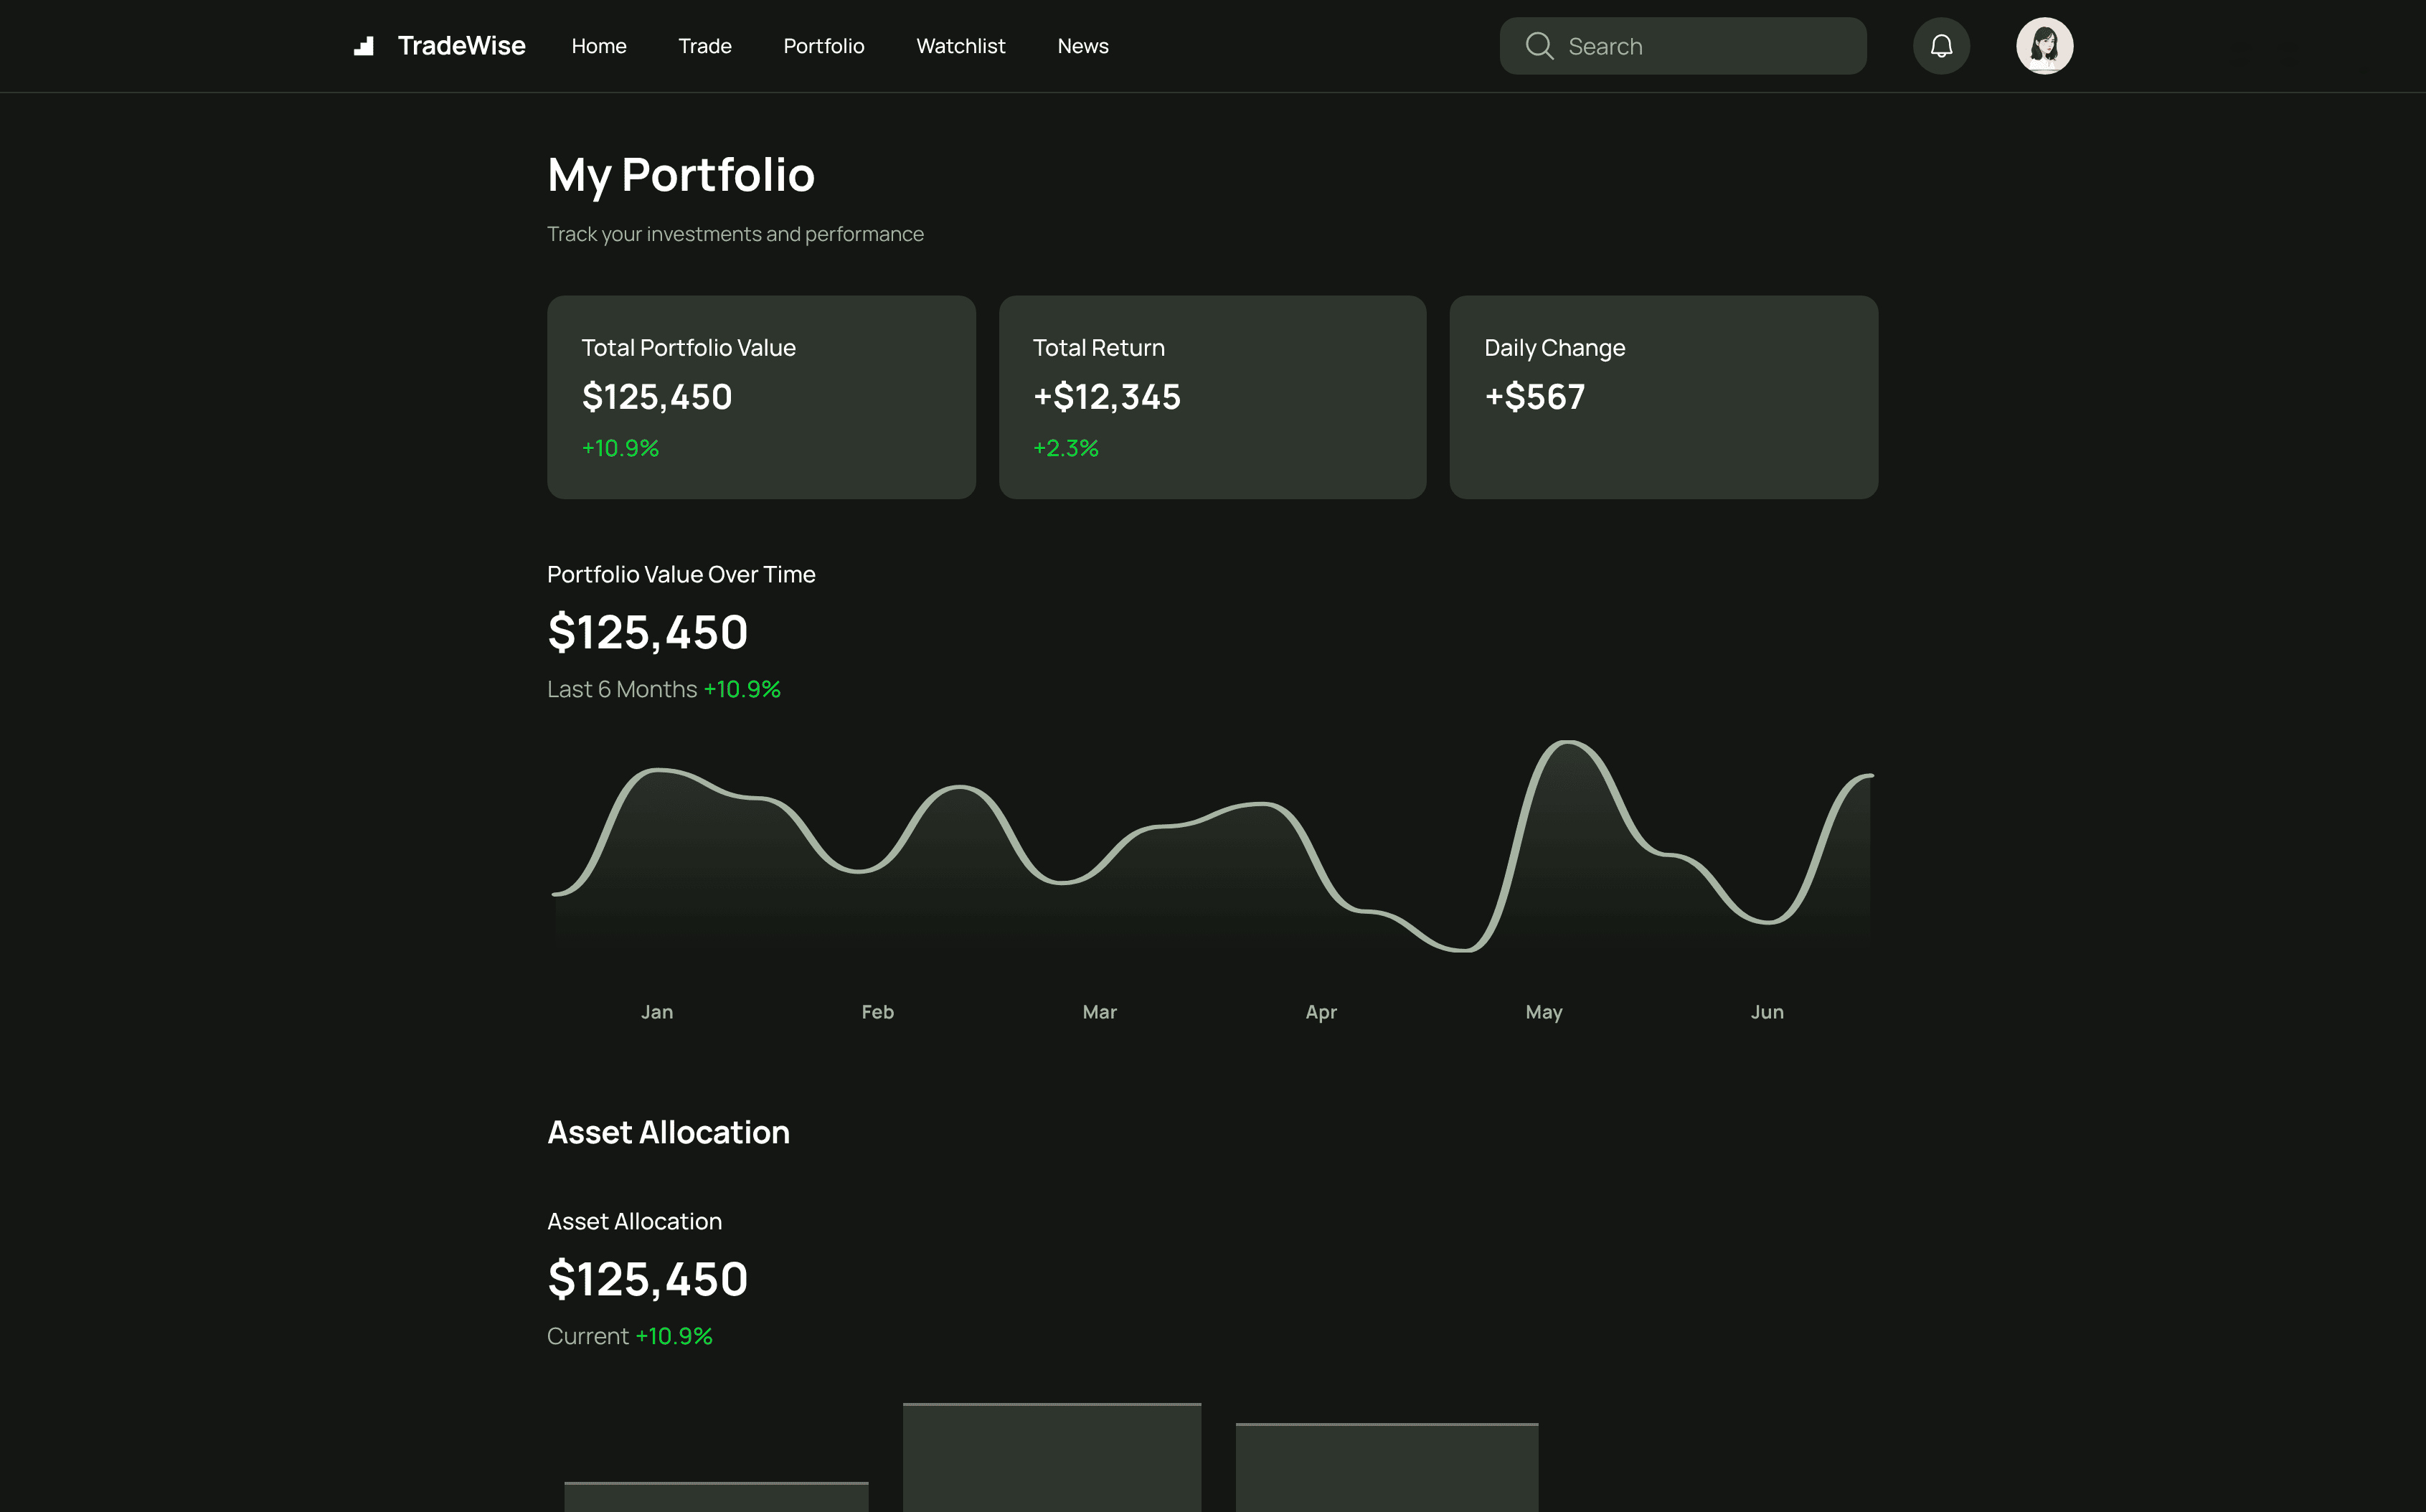 TradeWise
Home
Trade
Portfolio
Watchlist
News
Search
My Portfolio
Track your investments and performance
Total Portfolio Value
$125,450
+10.9%
Total Return
+$12,345
+2.3%
Daily Change
+$567
Portfolio Value Over Time
$125,450
Last 6 Months +10.9%
Jan
Feb
Mar
Apr
May
Jun
Asset Allocation
Asset Allocation
$125,450
Current +10.9%